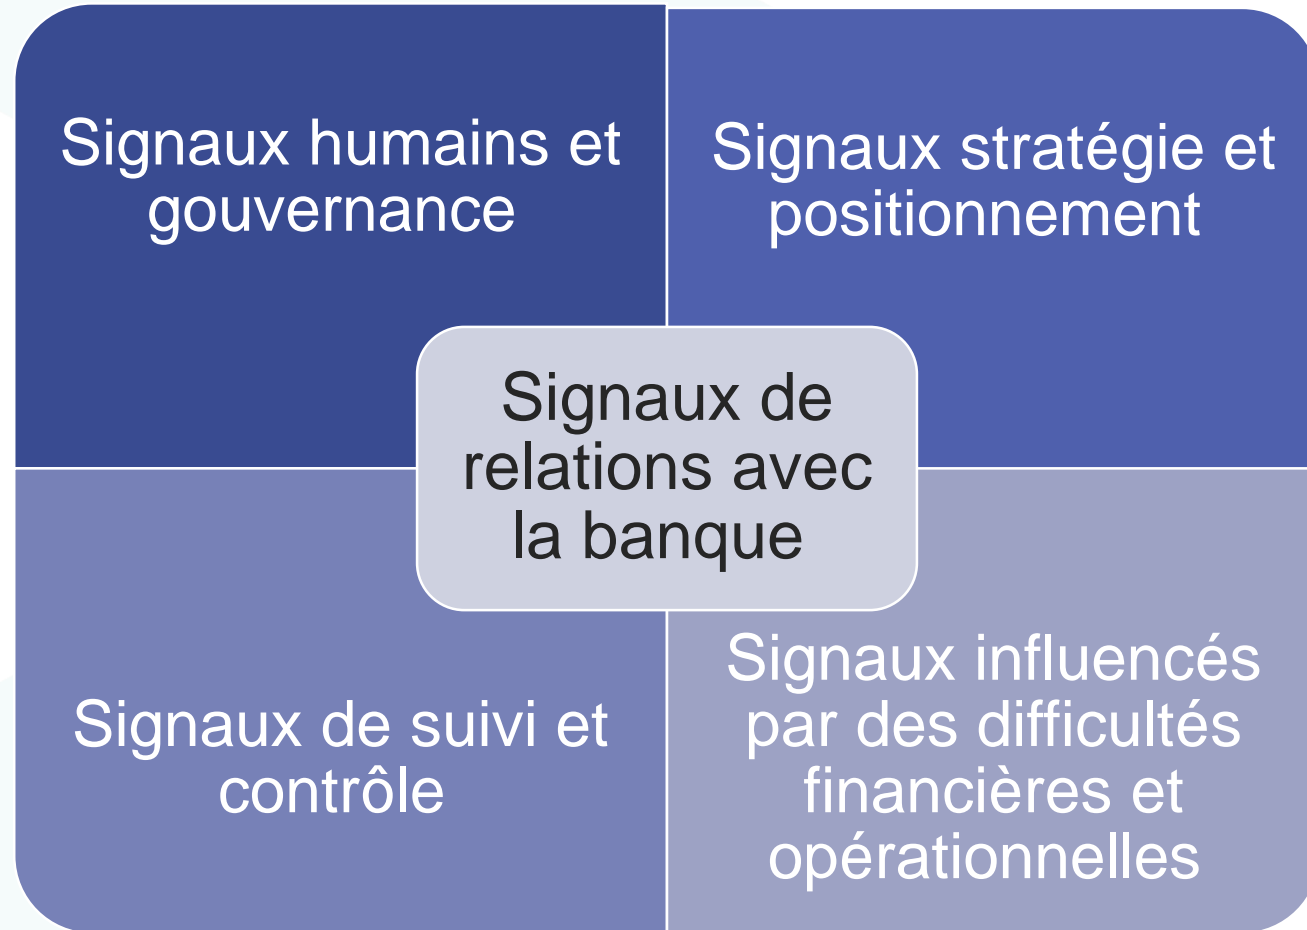 Signaux humains et
gouvernance
Signaux stratégie et
positionnement
Signaux de
relations avec
la banque
Signaux de suivi et
contrôle
Signaux influencés
par des difficultés
financières et
opérationnelles